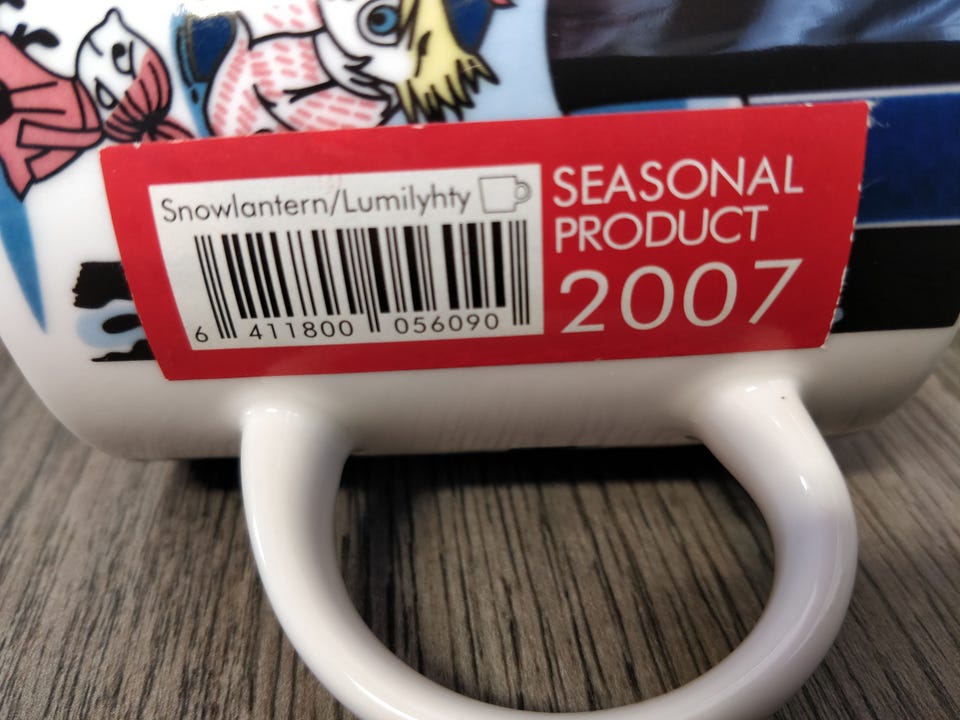 Snowlantern/Lumilyhty
6 411800 056090
SEASONAL
PRODUCT
2007